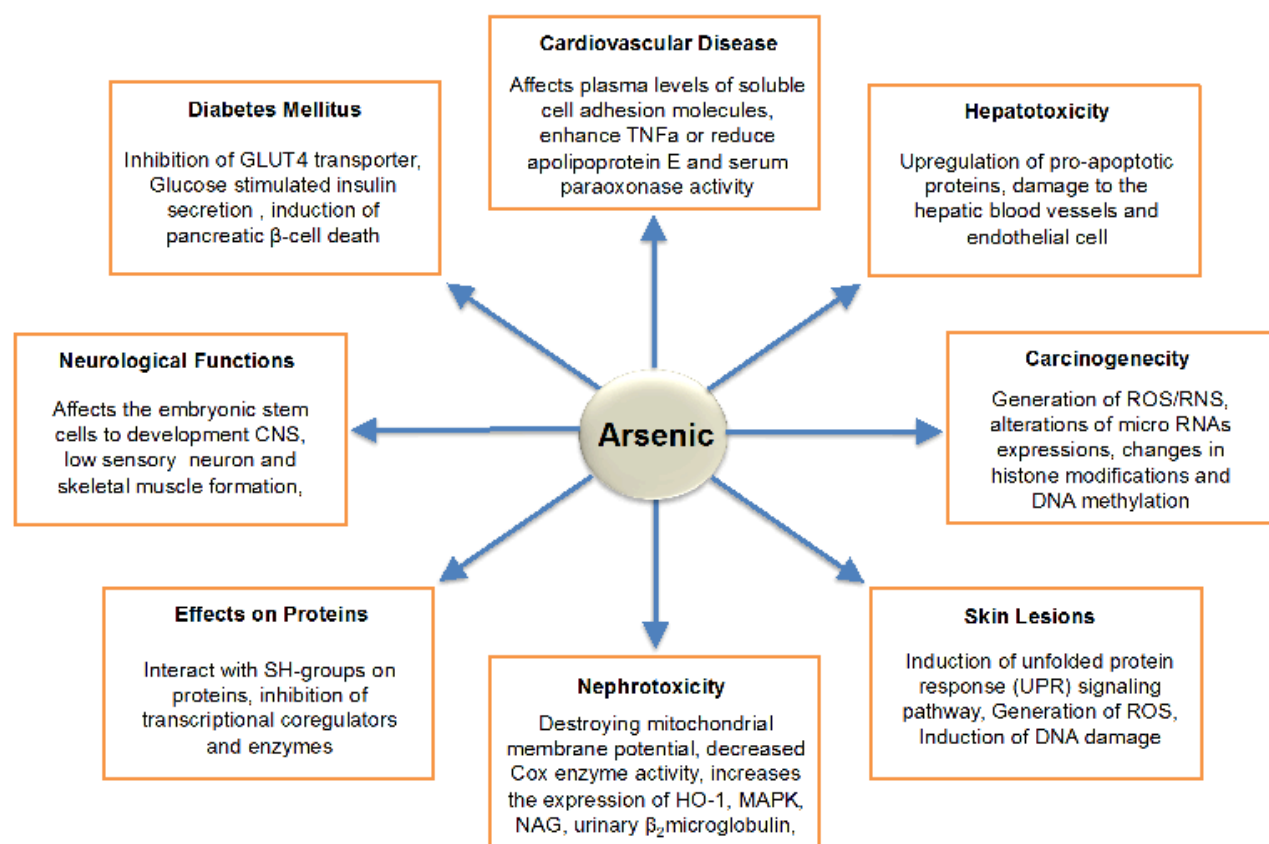 Cardiovascular Disease
Affects plasma levels of soluble
cell adhesion molecules,
enhance TNFa or reduce
apolipoprotein E and serum
paraoxonase activity
Diabetes Mellitus
Inhibition of GLUT4 transporter,
Glucose stimulated insulin
secretion , induction of
pancreatic β-cell death
Hepatotoxicity
Upregulation of pro-apoptotic
proteins, damage to the
hepatic blood vessels and
endothelial cell
Neurological Functions
Affects the embryonic stem
cells to development CNS,
low sensory neuron and
skeletal muscle formation,
Arsenic
Carcinogenecity
Generation of ROS/RNS,
alterations of micro RNAs
expressions, changes in
histone modifications and
DNA methylation
Effects on Proteins
Interact with SH-groups on
proteins, inhibition of
transcriptional coregulators
and enzymes
Nephrotoxicity
Destroying mitochondrial
membrane potential, decreased
Cox enzyme activity, increases
the expression of HO-1, MAPK,
NAG, urinary β₂microglobulin,
Skin Lesions
Induction of unfolded protein
response (UPR) signaling
pathway, Generation of ROS,
Induction of DNA damage